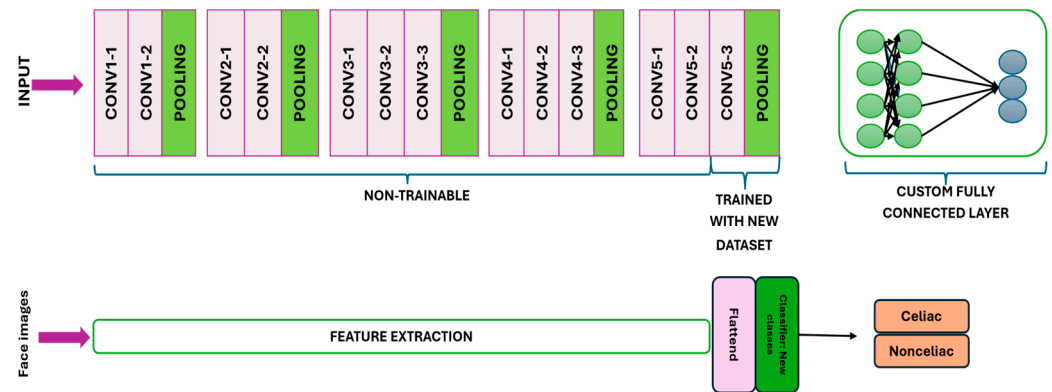 INPUT
CONV1-1
CONV1-2
POOLING
CONV2-1
CONV2-2
POOLING
CONV3-1
CONV3-2
CONV3-3
POOLING
CONV4-1
CONV4-2
CONV4-3
POOLING
CONV5-1
CONV5-2
CONV5-3
POOLING
NON-TRAINABLE
TRAINED
WITH NEW
DATASET
CUSTOM FULLY
CONNECTED LAYER
Face images
FEATURE EXTRACTION
Flattend
Classifier: New
classes
Celiac
Nonceliac